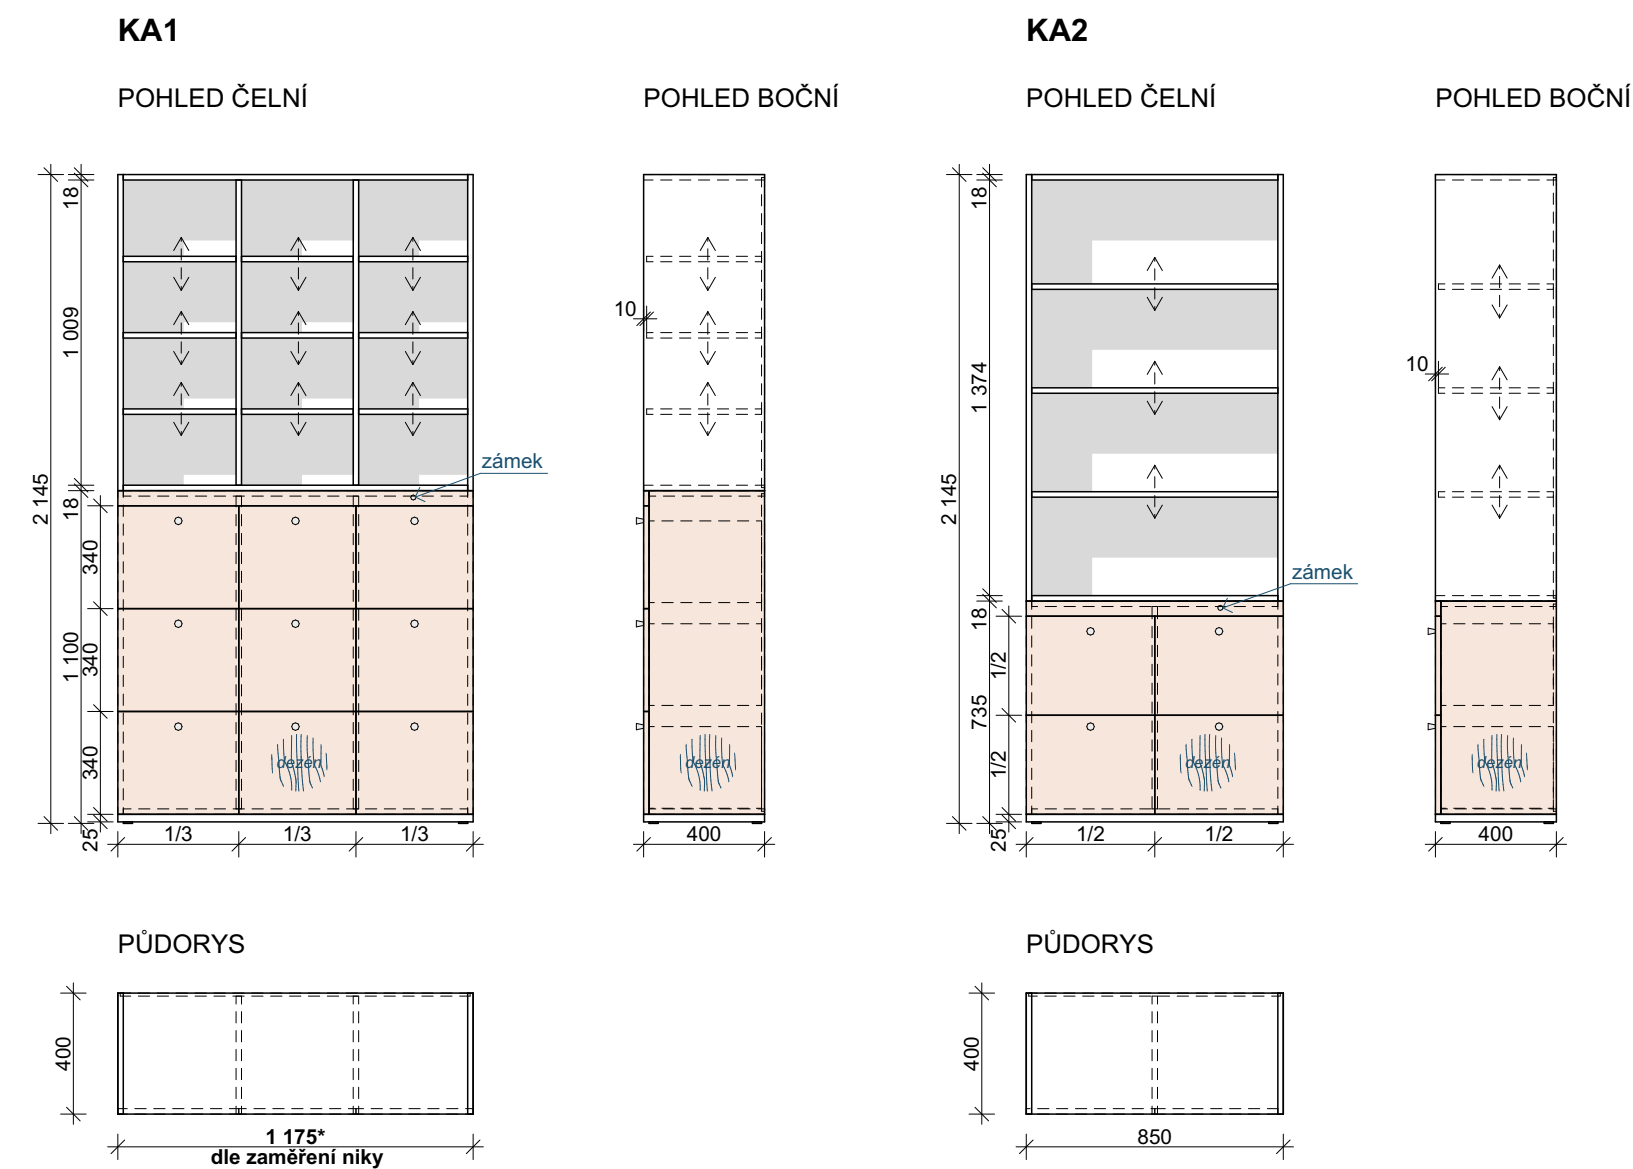 KA1
POHLED ČELNÍ
POHLED BOČNÍ
2 145
18
1 009
18
1 100
340
340
340
25
zámek
dezén
1/3
1/3
1/3
10
dezén
400
PŮDORYS
400
1 175*
dle zaměření niky
KA2
POHLED ČELNÍ
POHLED BOČNÍ
2 145
18
1 374
18
735
1/2
1/2
25
zámek
dezén
1/2
1/2
10
dezén
400
PŮDORYS
400
850